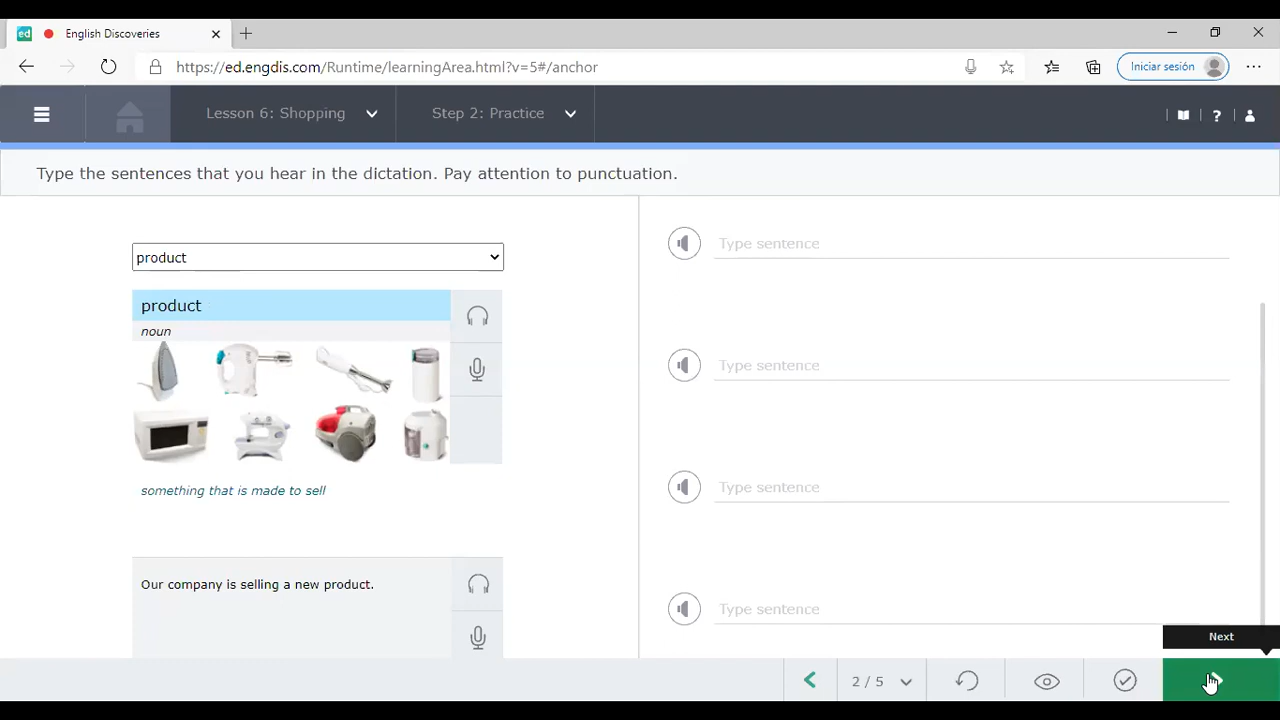 ed English Discoveries
https://ed.engdis.com/Runtime/learningArea.html?v=5#/anchor
Iniciar sesión
Lesson 6: Shopping
Step 2: Practice
?
Type the sentences that you hear in the dictation. Pay attention to punctuation.
product
product
noun
something that is made to sell
Our company is selling a new product.
Type sentence
Type sentence
Type sentence
Type sentence
Next
2 / 5